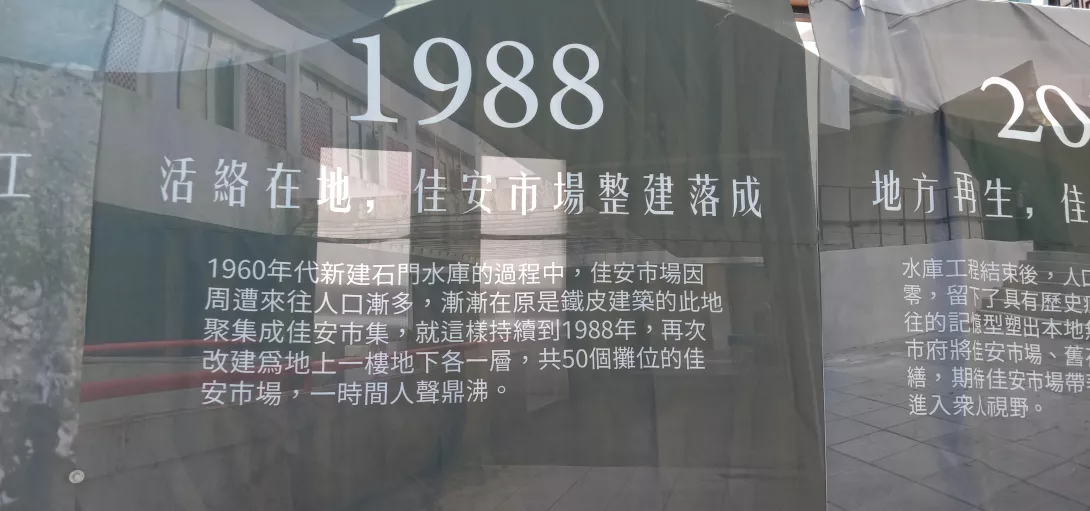 江
1988
活絡在地，佳安市場整建落成
1960年代新建石門水庫的過程中，佳安市場因
周遭來往人口漸多，漸漸在原是鐵皮建築的此地
聚集成佳安市集，就這樣持續到1988年，再次
改建為地上一樓地下各一層，共50個攤位的佳
安市場，一時間人聲鼎沸。
20
地方再生，佳
水庫工程結束後，人口
零，留下了具有歷史
往的記憶型塑出本地
市府將佳安市場、舊
繕，期待佳安市場帶
進入眾人視野。